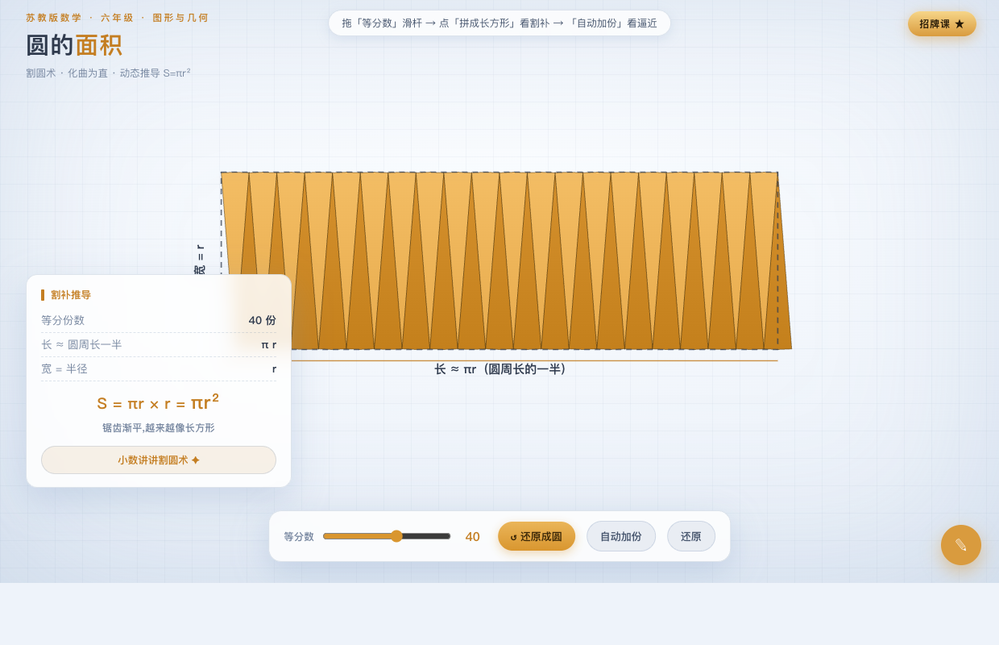 苏教版数学 · 六年级 · 图形与几何
圆的面积
割圆术 · 化曲为直 · 动态推导 S=πr²
拖「等分数」滑杆 → 点「拼成长方形」看割补 → 「自动加份」看逼近
招牌课 ★
宽 = r
割补推导
等分份数 40 份
长 ≈ 圆周长一半 π r
宽 = 半径 r
S = πr × r = πr²
锯齿渐平,越来越像长方形
小数讲讲割圆术 ✦
长 ≈ πr（圆周长的一半）
等分数 40 ↺ 还原成圆 自动加份 还原
✎